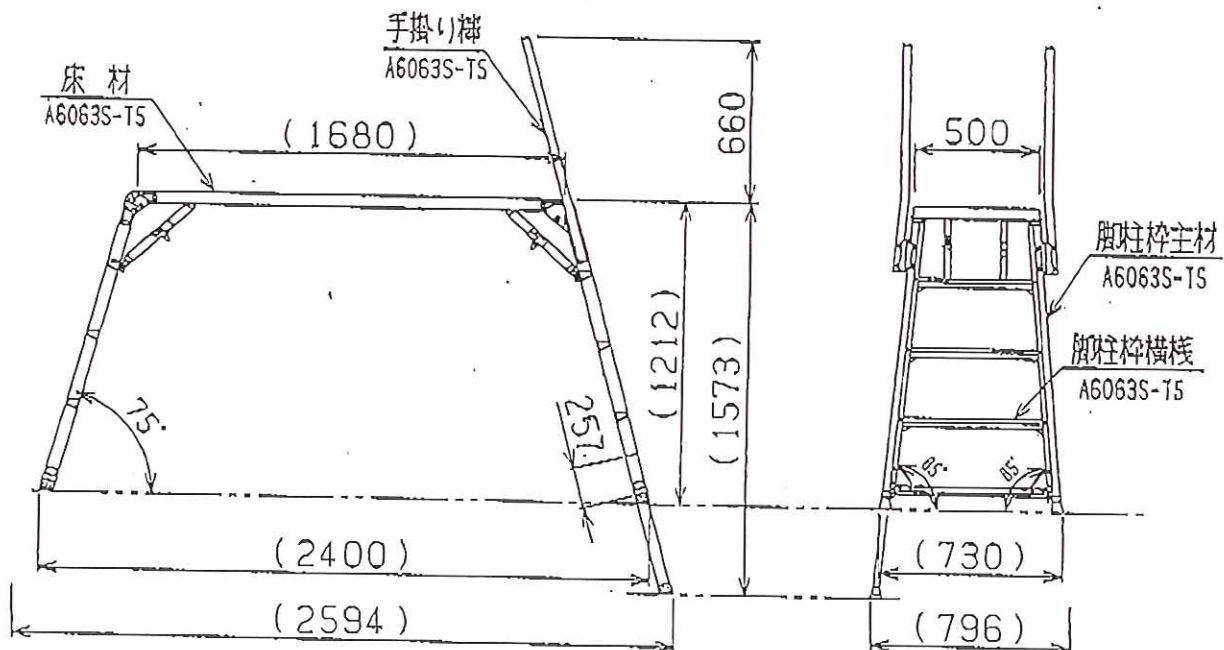 手掛り棒
A6063S-T5
床 材
A6063S-T5
(1680)
660
500
脚柱枠主材
A6063S-T5
脚柱枠横桟
A6063S-T5
(1212)
(1573)
257
75°
85°
85°
(2400)
(730)
(2594)
(796)